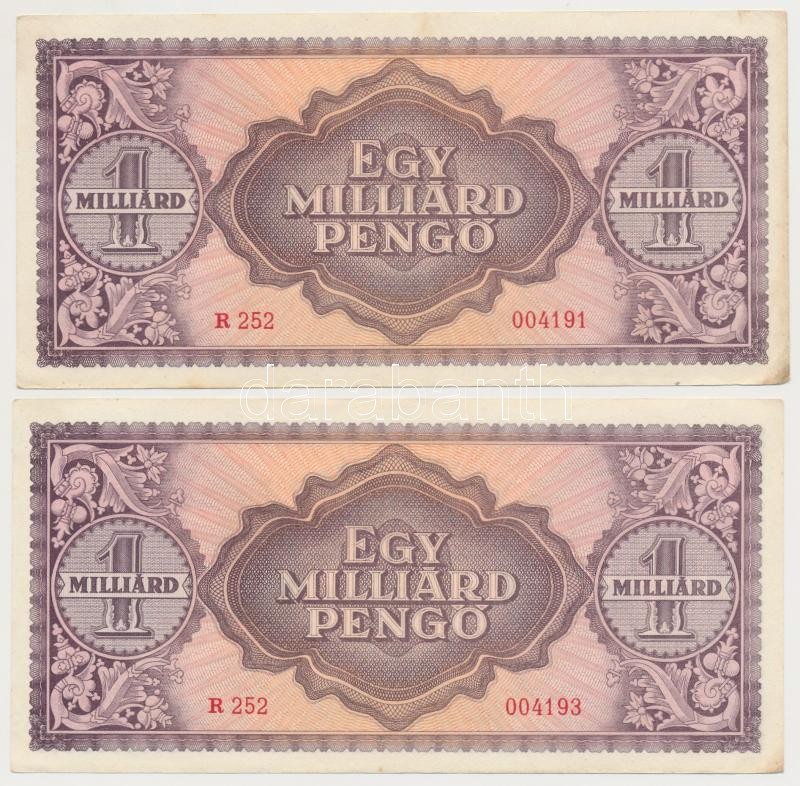 EGY
MILLIÁRD
PENGŐ
1
MILLIÁRD
1
MILLIÁRD
R 252
004191
darabanth
EGY
MILLIÁRD
PENGŐ
1
MILLIÁRD
1
MILLIÁRD
R 252
004193